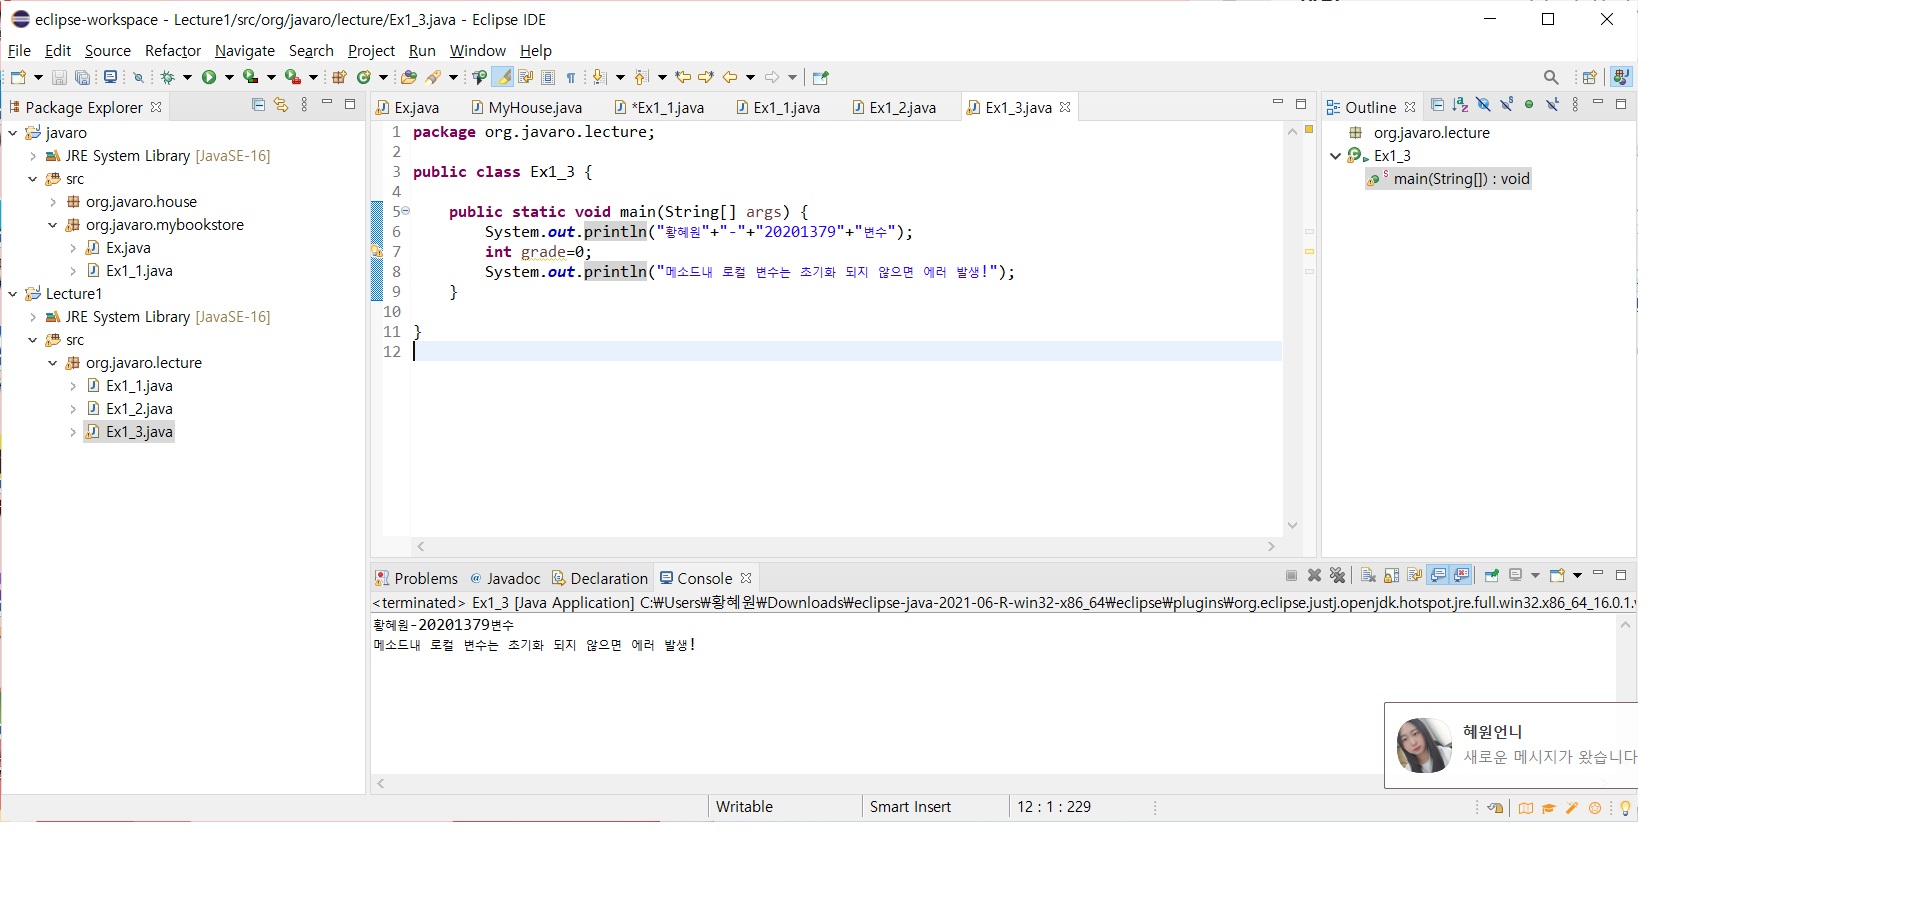 eclipse-workspace - Lecture1/src/org/javaro/lecture/Ex1_3.java - Eclipse IDE
File Edit Source Refactor Navigate Search Project Run Window Help
Package Explorer
javaro
JRE System Library [JavaSE-16]
src
org.javaro.house
org.javaro.mybookstore
Ex.java
Ex1_1.java
Lecture1
JRE System Library [JavaSE-16]
src
org.javaro.lecture
Ex1_1.java
Ex1_2.java
Ex1_3.java
Ex.java MyHouse.java *Ex1_1.java Ex1_1.java Ex1_2.java Ex1_3.java
1 package org.javaro.lecture;
2
3 public class Ex1_3 {
4
5 public static void main(String[] args) {
6 System.out.println("황혜원"+"-"+"20201379"+"변수");
7 int grade=0;
8 System.out.println("메소드내 로컬 변수는 초기화 되지 않으면 에러 발생!");
9 }
10
11 }
12
Outline
org.javaro.lecture
Ex1_3
main(String[]) : void
Problems @ Javadoc Declaration Console
<terminated> Ex1_3 [Java Application] C:₩Users₩황혜원₩Downloads₩eclipse-java-2021-06-R-win32-x86_64₩eclipse₩plugins₩org.eclipse.justj.openjdk.hotspot.jre.full.win32.x86_64_16.0.1.v
황혜원-20201379변수
메소드내 로컬 변수는 초기화 되지 않으면 에러 발생!
혜원언니
새로운 메시지가 왔습니다
Writable Smart Insert 12 : 1 : 229